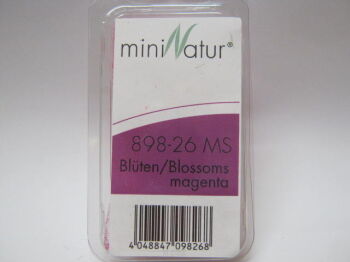 miniNatur®
898-26 MS
Blüten/Blossoms
magenta
4 048847 098268